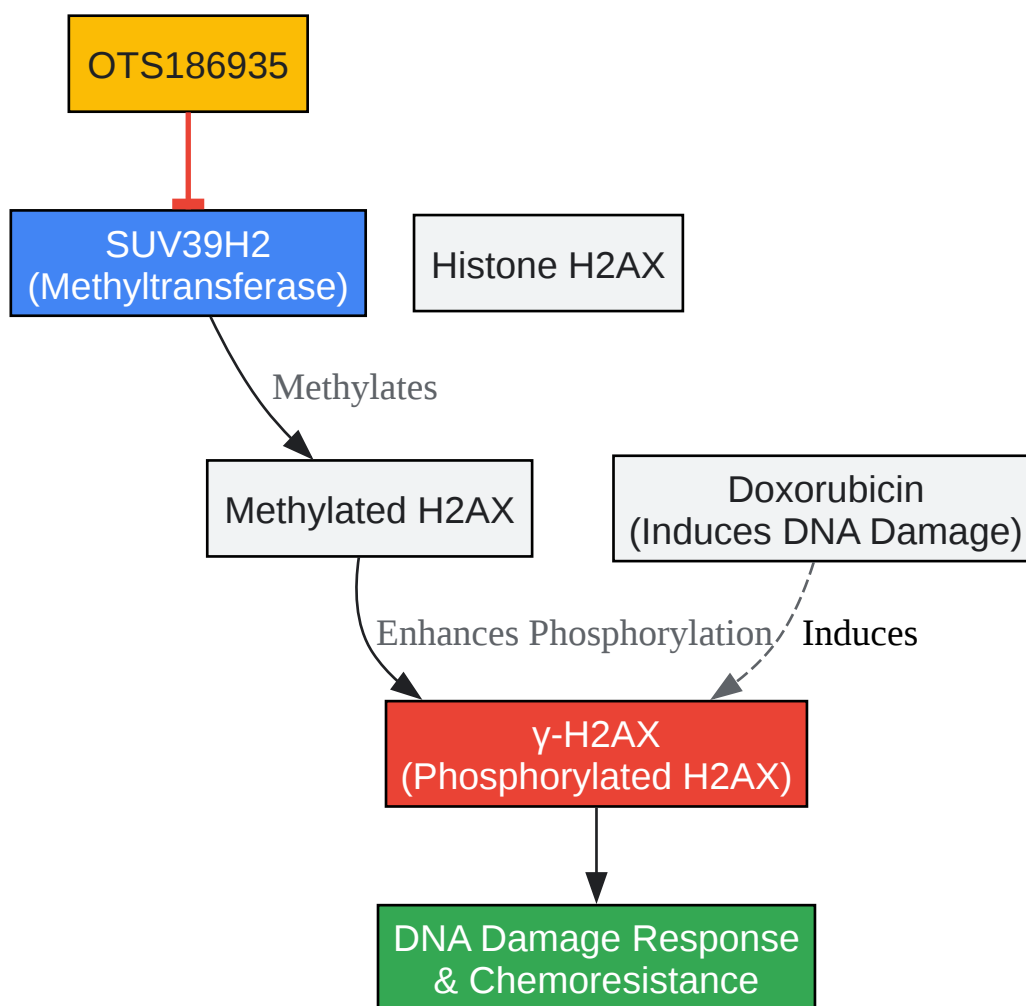 OTS186935
SUV39H2
(Methyltransferase)
Histone H2AX
Methylates
Methylated H2AX
Doxorubicin
(Induces DNA Damage)
Enhances Phosphorylation
Induces
γ-H2AX
(Phosphorylated H2AX)
DNA Damage Response
& Chemoresistance